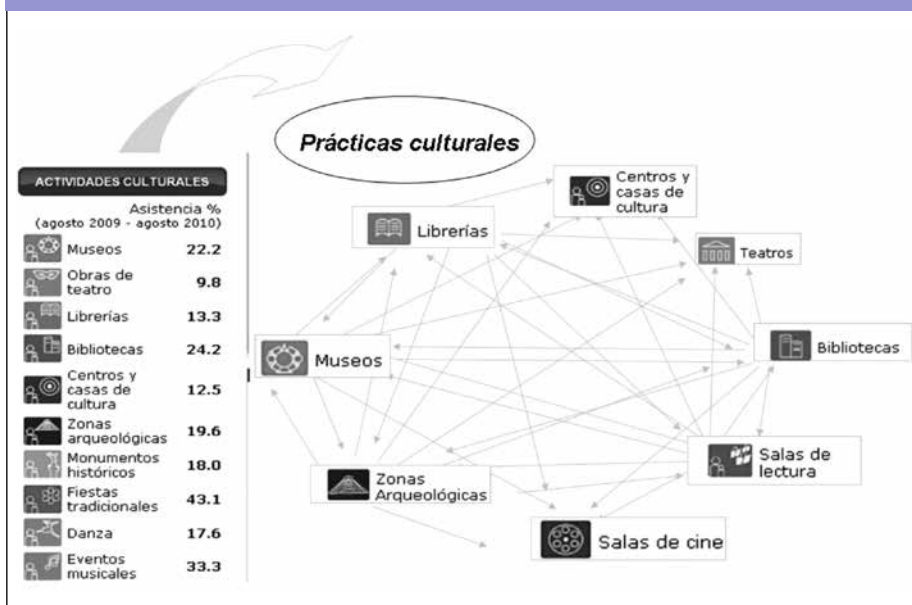 Prácticas culturales
ACTIVIDADES CULTURALES
Asistencia %
(agosto 2009 - agosto 2010)
Museos 22.2
Obras de
teatro 9.8
Librerías 13.3
Bibliotecas 24.2
Centros y
casas de
cultura 12.5
Zonas
arqueológicas 19.6
Monumentos
históricos 18.0
Fiestas
tradicionales 43.1
Danza 17.6
Eventos
musicales 33.3
Centros y
casas de
cultura
Librerías
Teatros
Museos
Bibliotecas
Salas de
lectura
Zonas
Arqueológicas
Salas de cine